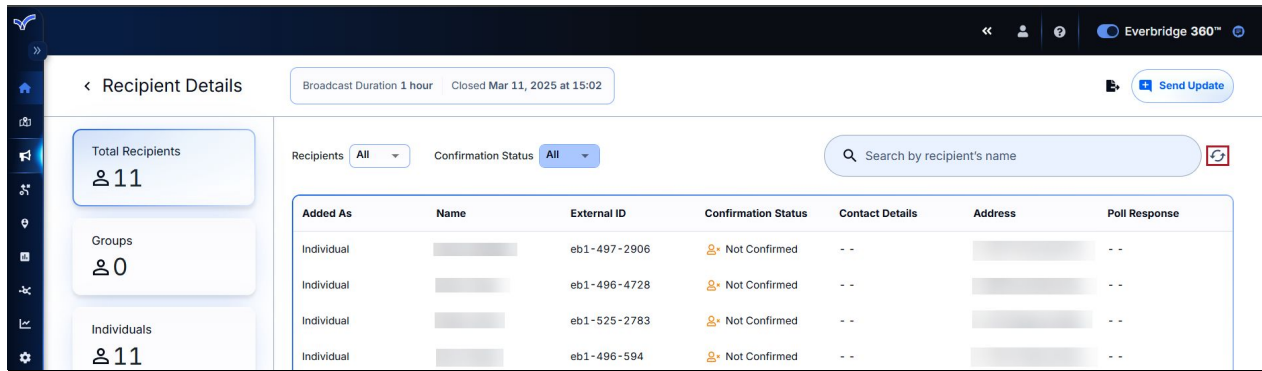 Everbridge 360™
Recipient Details
Broadcast Duration 1 hour Closed Mar 11, 2025 at 15:02
Send Update
Total Recipients
11
Groups
0
Individuals
11
Recipients All Confirmation Status All Search by recipient's name
Added As Name External ID Confirmation Status Contact Details Address Poll Response
Individual eb1-497-2906 Not Confirmed - - - -
Individual eb1-496-4728 Not Confirmed - - - -
Individual eb1-525-2783 Not Confirmed - - - -
Individual eb1-496-594 Not Confirmed - - - -